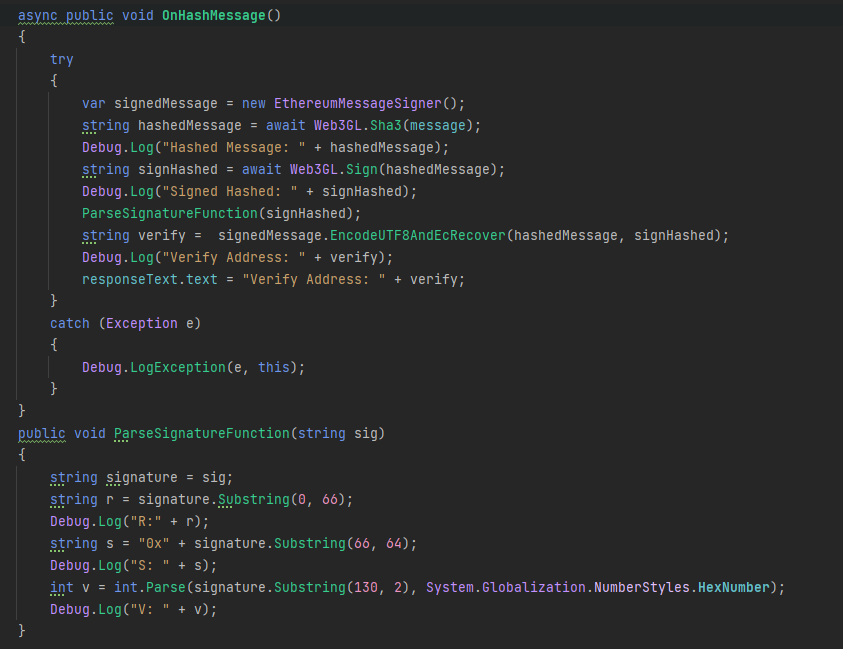 async public void OnHashMessage()
{
    try
    {
        var signedMessage = new EthereumMessageSigner();
        string hashedMessage = await Web3GL.Sha3(message);
        Debug.Log("Hashed Message: " + hashedMessage);
        string signHashed = await Web3GL.Sign(hashedMessage);
        Debug.Log("Signed Hashed: " + signHashed);
        ParseSignatureFunction(signHashed);
        string verify =  signedMessage.EncodeUTF8AndEcRecover(hashedMessage, signHashed);
        Debug.Log("Verify Address: " + verify);
        responseText.text = "Verify Address: " + verify;
    }
    catch (Exception e)
    {
        Debug.LogException(e, this);
    }
}
public void ParseSignatureFunction(string sig)
{
    string signature = sig;
    string r = signature.Substring(0, 66);
    Debug.Log("R:" + r);
    string s = "0x" + signature.Substring(66, 64);
    Debug.Log("S: " + s);
    int v = int.Parse(signature.Substring(130, 2), System.Globalization.NumberStyles.HexNumber);
    Debug.Log("V: " + v);
}